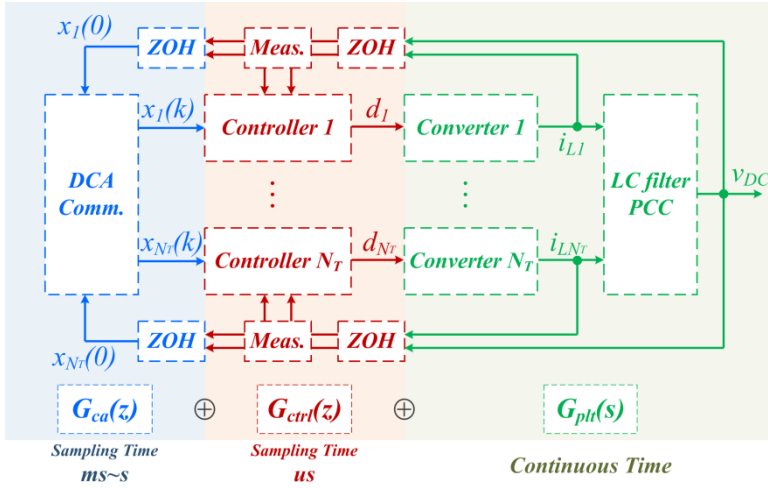 x1(0)
ZOH
Meas.
ZOH
x1(k)
d1
Controller 1
Converter 1
iL1
DCA
Comm.
LC filter
PCC
vDC
⋮
⋮
xNT(k)
dNT
iLNT
Controller NT
Converter NT
ZOH
Meas.
ZOH
xNT(0)
Gca(z)
⊕
Gctrl(z)
⊕
Gplt(s)
Sampling Time
ms~s
Sampling Time
us
Continuous Time